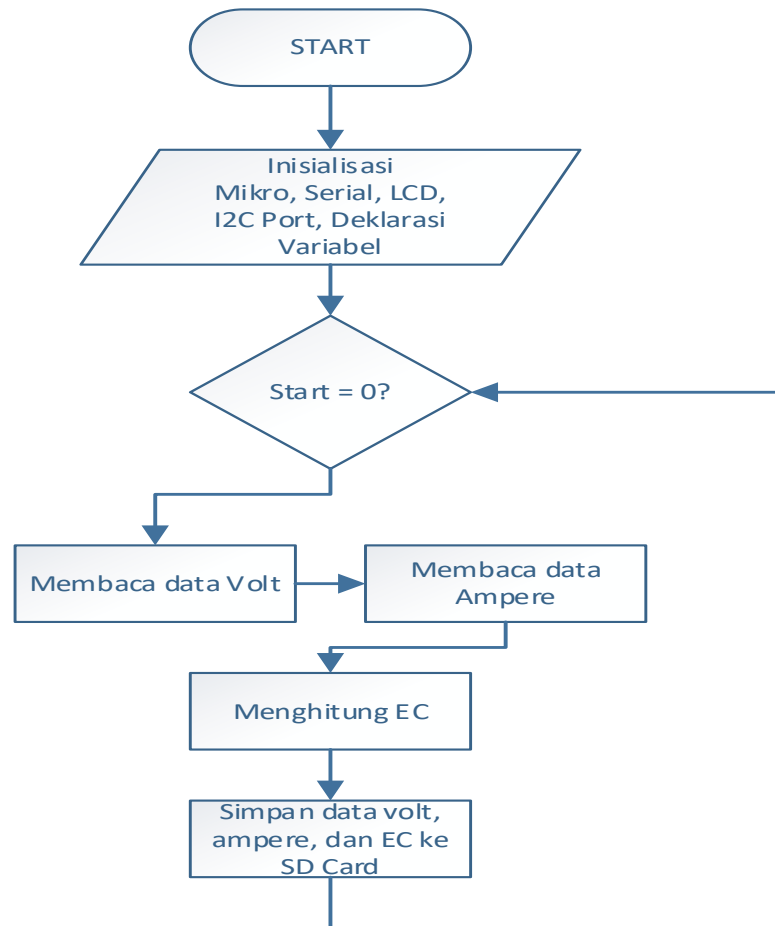 START
Inisialisasi
Mikro, Serial, LCD,
I2C Port, Deklarasi
Variabel
Start = 0?
Membaca data Volt
Membaca data
Ampere
Menghitung EC
Simpan data volt,
ampere, dan EC ke
SD Card